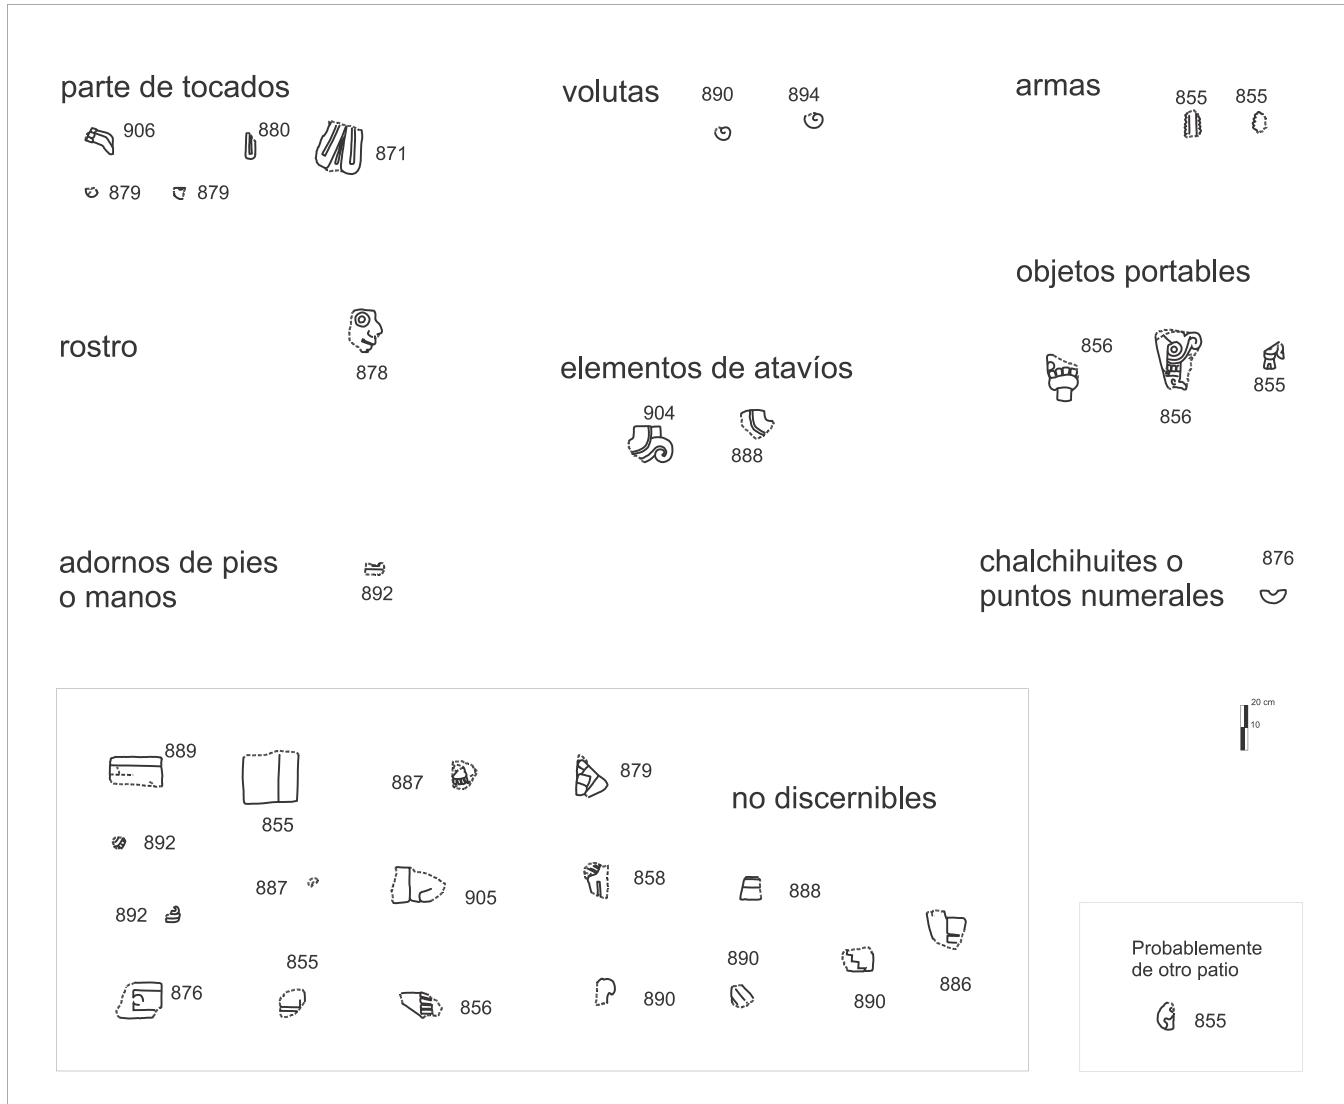 parte de tocados
906
880
871
879
879
volutas
890
894
armas
855
855
objetos portables
856
856
855
rostro
878
elementos de atavíos
904
888
adornos de pies
o manos
892
chalchihuites o
puntos numerales
876
20 cm
10
889
855
887
879
no discernibles
892
887
905
858
888
892
886
876
855
856
890
890
890
Probablemente
de otro patio
855